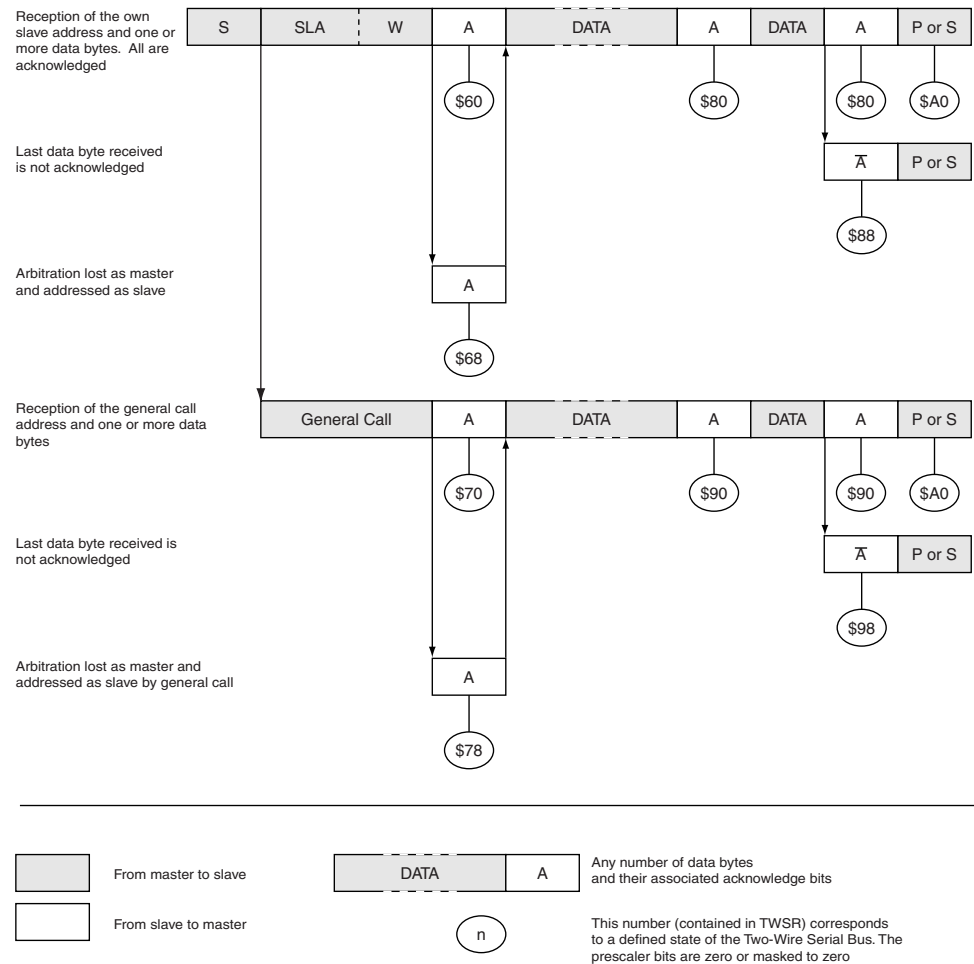 Reception of the own
slave address and one or
more data bytes. All are
acknowledged
S SLA W A DATA A DATA A P or S
$60 $80 $80 $A0
Last data byte received
is not acknowledged
A̅ P or S
$88
Arbitration lost as master
and addressed as slave
A
$68
Reception of the general call
address and one or more data
bytes
General Call A DATA A DATA A P or S
$70 $90 $90 $A0
Last data byte received is
not acknowledged
A̅ P or S
$98
Arbitration lost as master and
addressed as slave by general call
A
$78
From master to slave
DATA A
Any number of data bytes
and their associated acknowledge bits
From slave to master
n
This number (contained in TWSR) corresponds
to a defined state of the Two-Wire Serial Bus. The
prescaler bits are zero or masked to zero